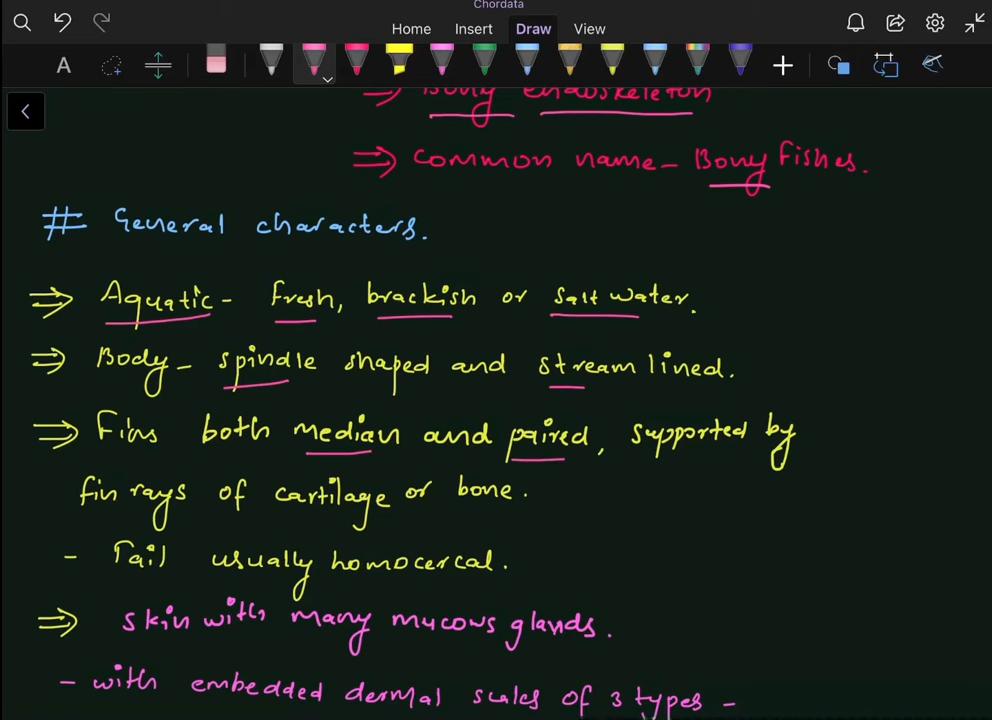 Chordata
Home Insert Draw View
A
⇒ Bony endoskeleton
⇒ Common name - Bony fishes.
# General characters.
⇒ Aquatic - fresh, brackish or salt water.
⇒ Body - spindle shaped and streamlined.
⇒ Fins both median and paired, supported by
fin rays of cartilage or bone.
- Tail usually homocercal.
⇒ skin with many mucous glands.
- with embedded dermal scales of 3 types -